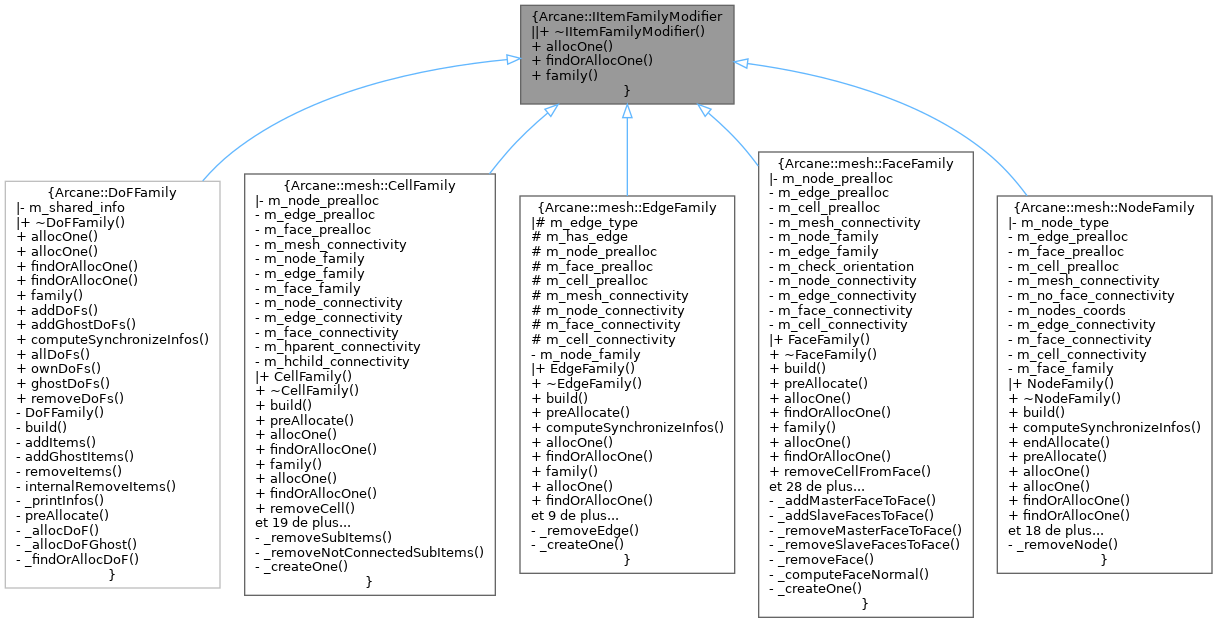 {Arcane::IItemFamilyModifier
||+ ~IItemFamilyModifier()
+ allocOne()
+ findOrAllocOne()
+ family()
}
{Arcane::DoFFamily
|- m_shared_info
|+ ~DoFFamily()
+ allocOne()
+ allocOne()
+ findOrAllocOne()
+ findOrAllocOne()
+ family()
+ addDoFs()
+ addGhostDoFs()
+ computeSynchronizeInfos()
+ allDoFs()
+ ownDoFs()
+ ghostDoFs()
+ removeDoFs()
- DoFFamily()
- build()
- addItems()
- addGhostItems()
- removeItems()
- internalRemoveItems()
- _printInfos()
- preAllocate()
- _allocDoF()
- _allocDoFGhost()
- _findOrAllocDoF()
}
{Arcane::mesh::CellFamily
|- m_node_prealloc
- m_edge_prealloc
- m_face_prealloc
- m_mesh_connectivity
- m_node_family
- m_edge_family
- m_face_family
- m_node_connectivity
- m_edge_connectivity
- m_face_connectivity
- m_hparent_connectivity
- m_hchild_connectivity
|+ CellFamily()
+ ~CellFamily()
+ build()
+ preAllocate()
+ allocOne()
+ findOrAllocOne()
+ family()
+ allocOne()
+ findOrAllocOne()
+ removeCell()
et 19 de plus...
- _removeSubItems()
- _removeNotConnectedSubItems()
- _createOne()
}
{Arcane::mesh::EdgeFamily
|# m_edge_type
# m_has_edge
# m_node_prealloc
# m_face_prealloc
# m_cell_prealloc
# m_mesh_connectivity
# m_node_connectivity
# m_face_connectivity
# m_cell_connectivity
- m_node_family
|+ EdgeFamily()
+ ~EdgeFamily()
+ build()
+ preAllocate()
+ computeSynchronizeInfos()
+ allocOne()
+ findOrAllocOne()
+ family()
+ allocOne()
+ findOrAllocOne()
et 9 de plus...
- _removeEdge()
- _createOne()
}
{Arcane::mesh::FaceFamily
|- m_node_prealloc
- m_edge_prealloc
- m_cell_prealloc
- m_mesh_connectivity
- m_node_family
- m_edge_family
- m_check_orientation
- m_node_connectivity
- m_edge_connectivity
- m_face_connectivity
- m_cell_connectivity
|+ FaceFamily()
+ ~FaceFamily()
+ build()
+ preAllocate()
+ allocOne()
+ findOrAllocOne()
+ family()
+ allocOne()
+ findOrAllocOne()
+ removeCellFromFace()
et 28 de plus...
- _addMasterFaceToFace()
- _addSlaveFacesToFace()
- _removeMasterFaceToFace()
- _removeSlaveFacesToFace()
- _removeFace()
- _computeFaceNormal()
- _createOne()
}
{Arcane::mesh::NodeFamily
|- m_node_type
- m_edge_prealloc
- m_face_prealloc
- m_cell_prealloc
- m_mesh_connectivity
- m_no_face_connectivity
- m_nodes_coords
- m_edge_connectivity
- m_face_connectivity
- m_cell_connectivity
- m_face_family
|+ NodeFamily()
+ ~NodeFamily()
+ build()
+ computeSynchronizeInfos()
+ endAllocate()
+ preAllocate()
+ allocOne()
+ allocOne()
+ findOrAllocOne()
+ findOrAllocOne()
et 18 de plus...
- _removeNode()
}